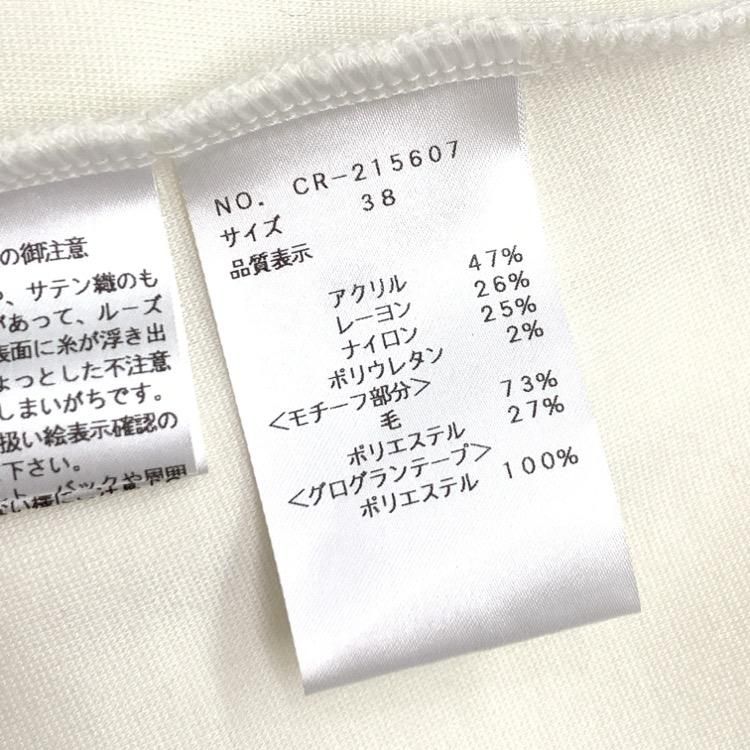 の御注意
、サテン織のも
があって、ルーズ
表面に糸が浮き出
ょっとした不注意
しまいがちです。
扱い絵表示確認の
下さい。
NO. CR-215607
サイズ 38
品質表示
アクリル 47%
レーヨン 26%
ナイロン 25%
ポリウレタン 2%
<モチーフ部分>
毛 73%
ポリエステル 27%
<グログランテープ>
ポリエステル 100%